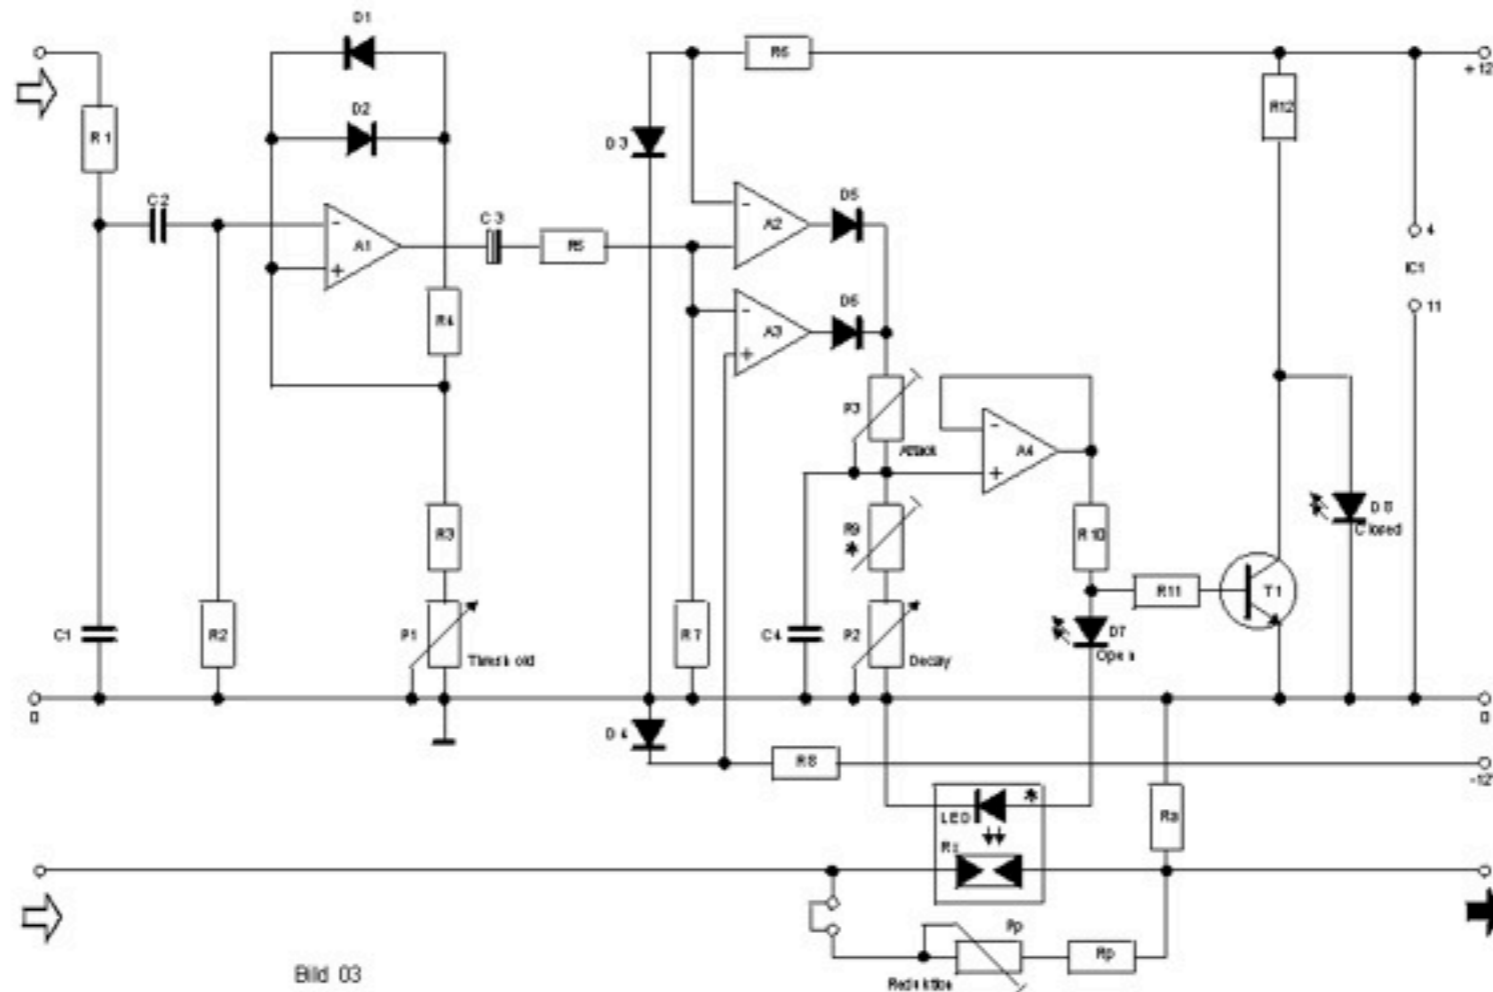 D1
R6
+12
D2
R12
R1
D3
C2
D5
C3
-
A2
4
A1
R5
-
+
IC1
D6
11
-
R4
A3
+
P3
-
Attack
A4
+
D8
Closed
R3
R9
*
R10
T1
R11
C1
R2
P1
R7
C4
P2
D7
Threshold
Decay
Open
0
0
D4
R8
-12
LED
*
Ra
Rp
Rp
Bild 03